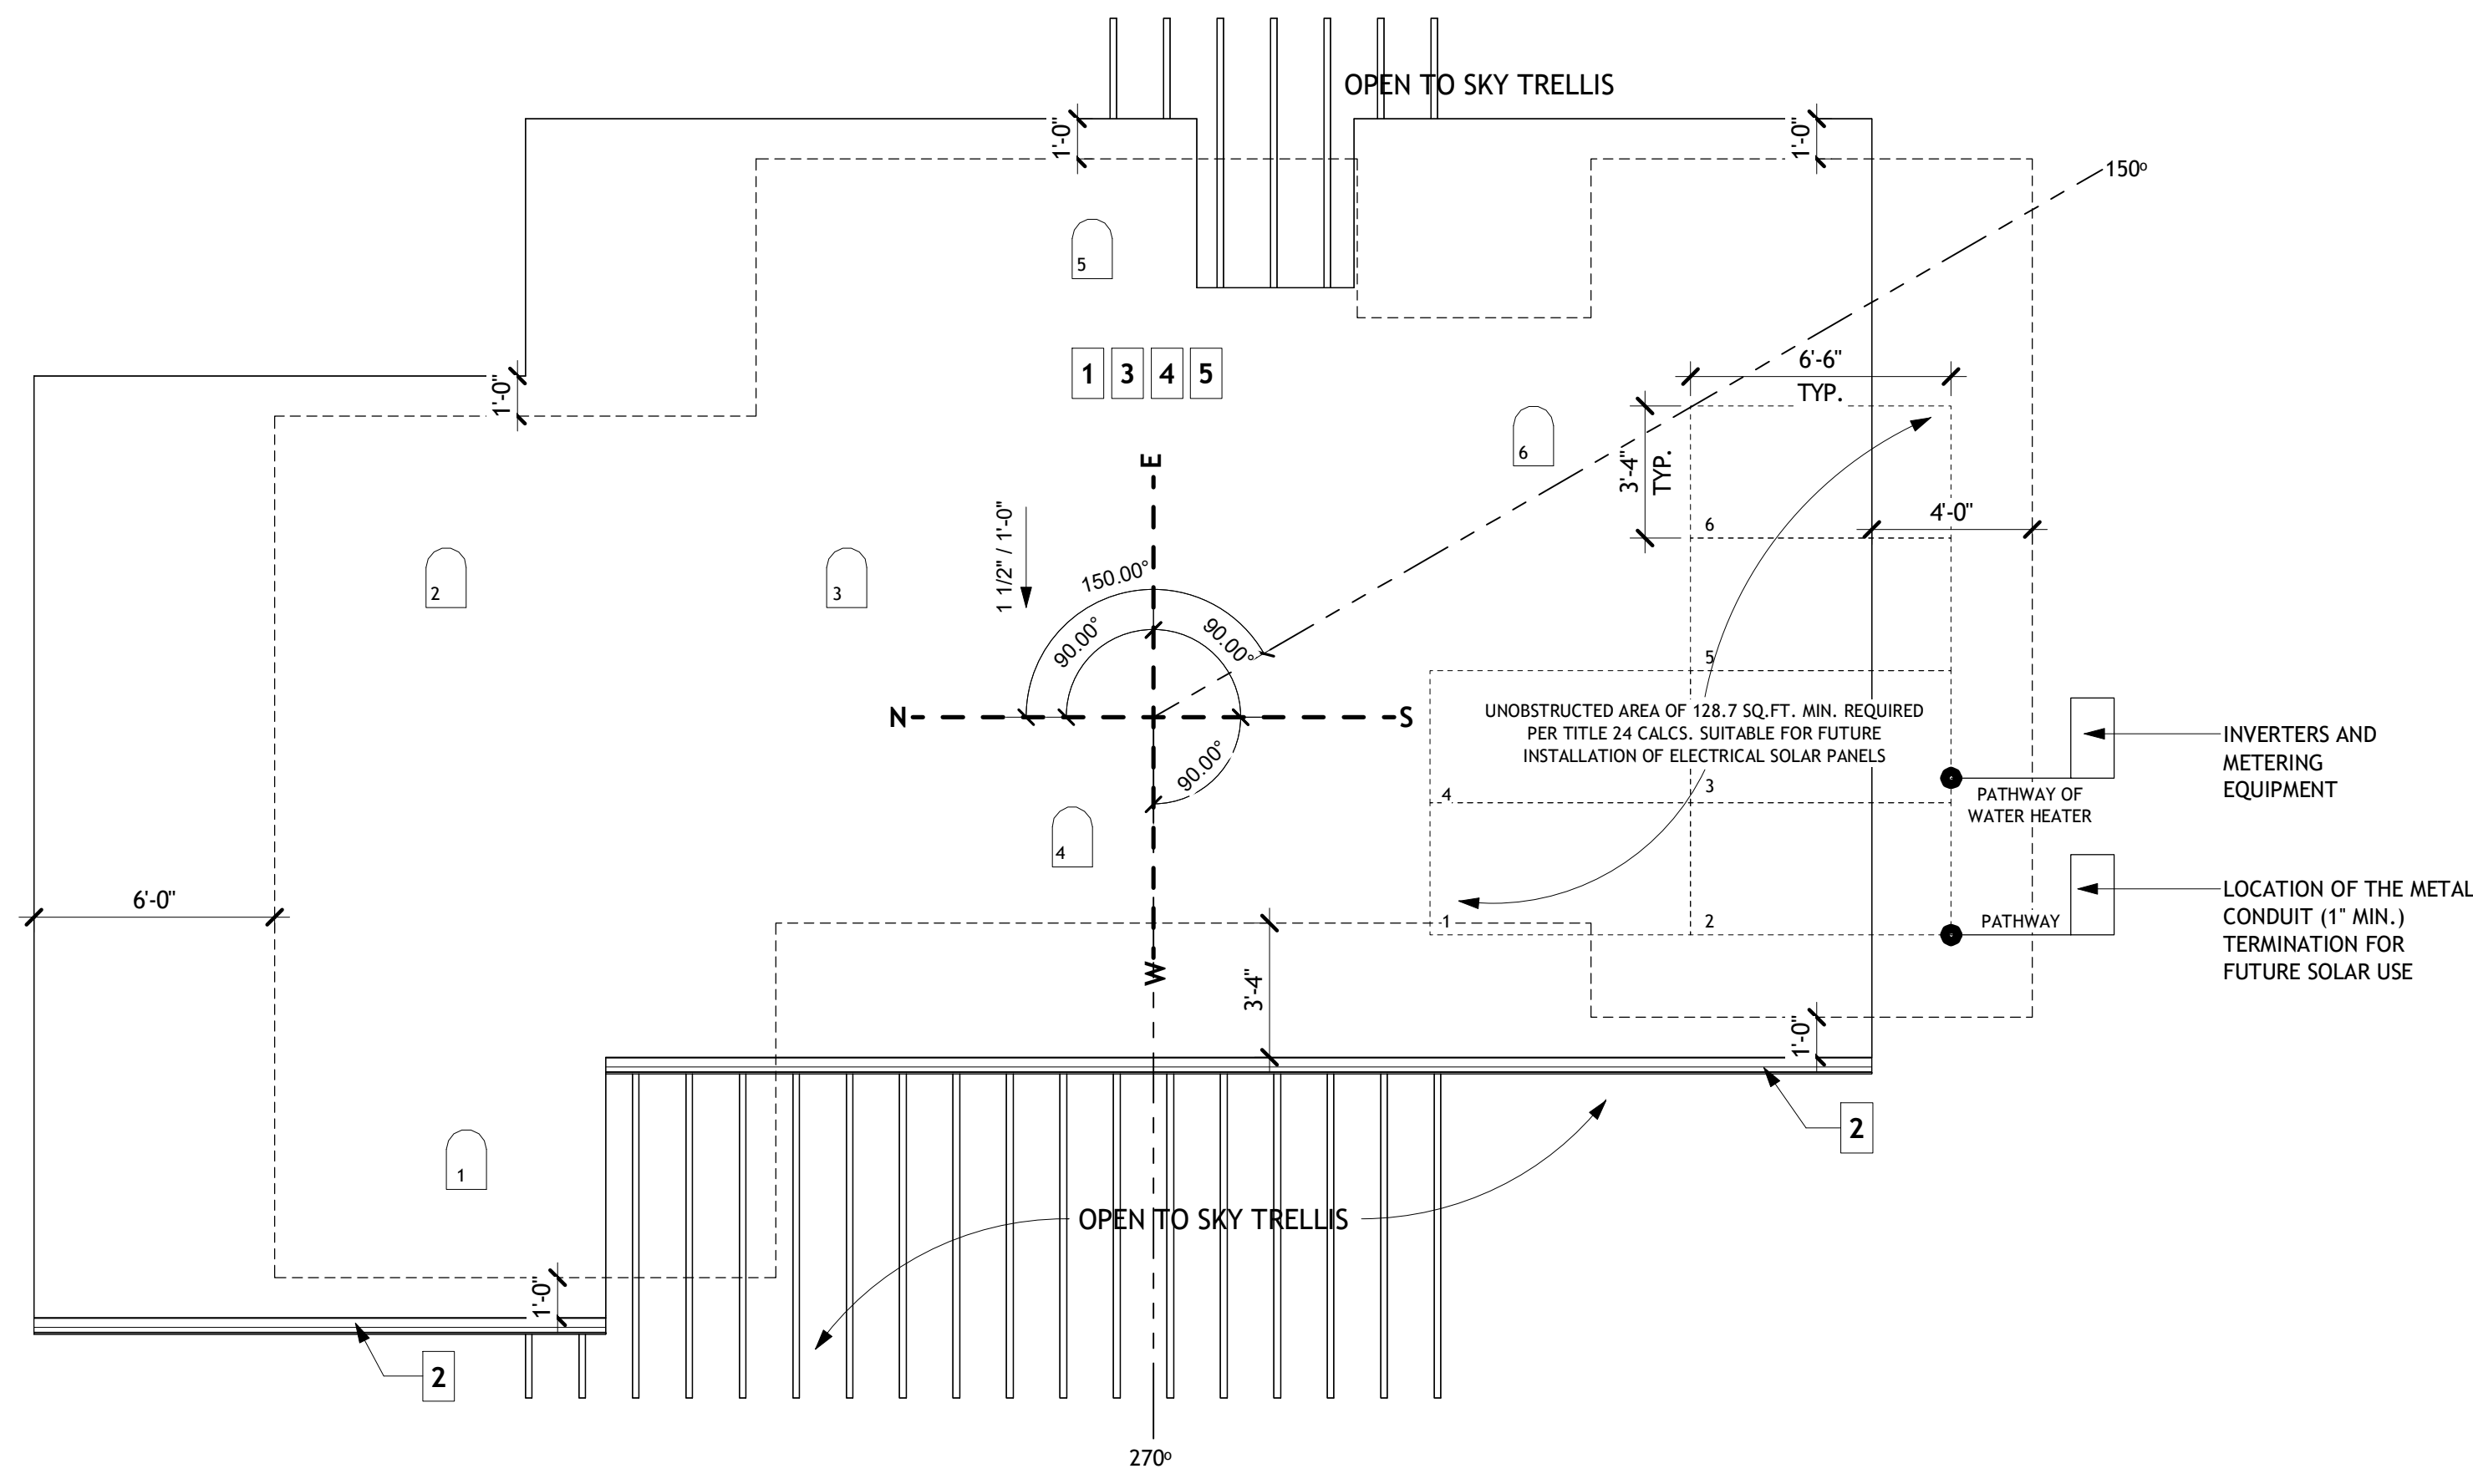 OPEN TO SKY TRELLIS
1'-0"
1'-0"
150º
5
6'-6"
TYP.
1'-0"
1 3 4 5
6
3'-4"
TYP.
E
4'-0"
6
1 1/2" / 1'-0"
2
3
150.00°
90.00°
90.00°
5
N
S
UNOBSTRUCTED AREA OF 128.7 SQ.FT. MIN. REQUIRED
PER TITLE 24 CALCS. SUITABLE FOR FUTURE
INSTALLATION OF ELECTRICAL SOLAR PANELS
INVERTERS AND
METERING
EQUIPMENT
90.00°
4
3
PATHWAY OF
WATER HEATER
4
6'-0"
1
2
PATHWAY
LOCATION OF THE METAL
CONDUIT (1" MIN.)
TERMINATION FOR
FUTURE SOLAR USE
W
3'-4"
1'-0"
2
1
OPEN TO SKY TRELLIS
1'-0"
2
270º